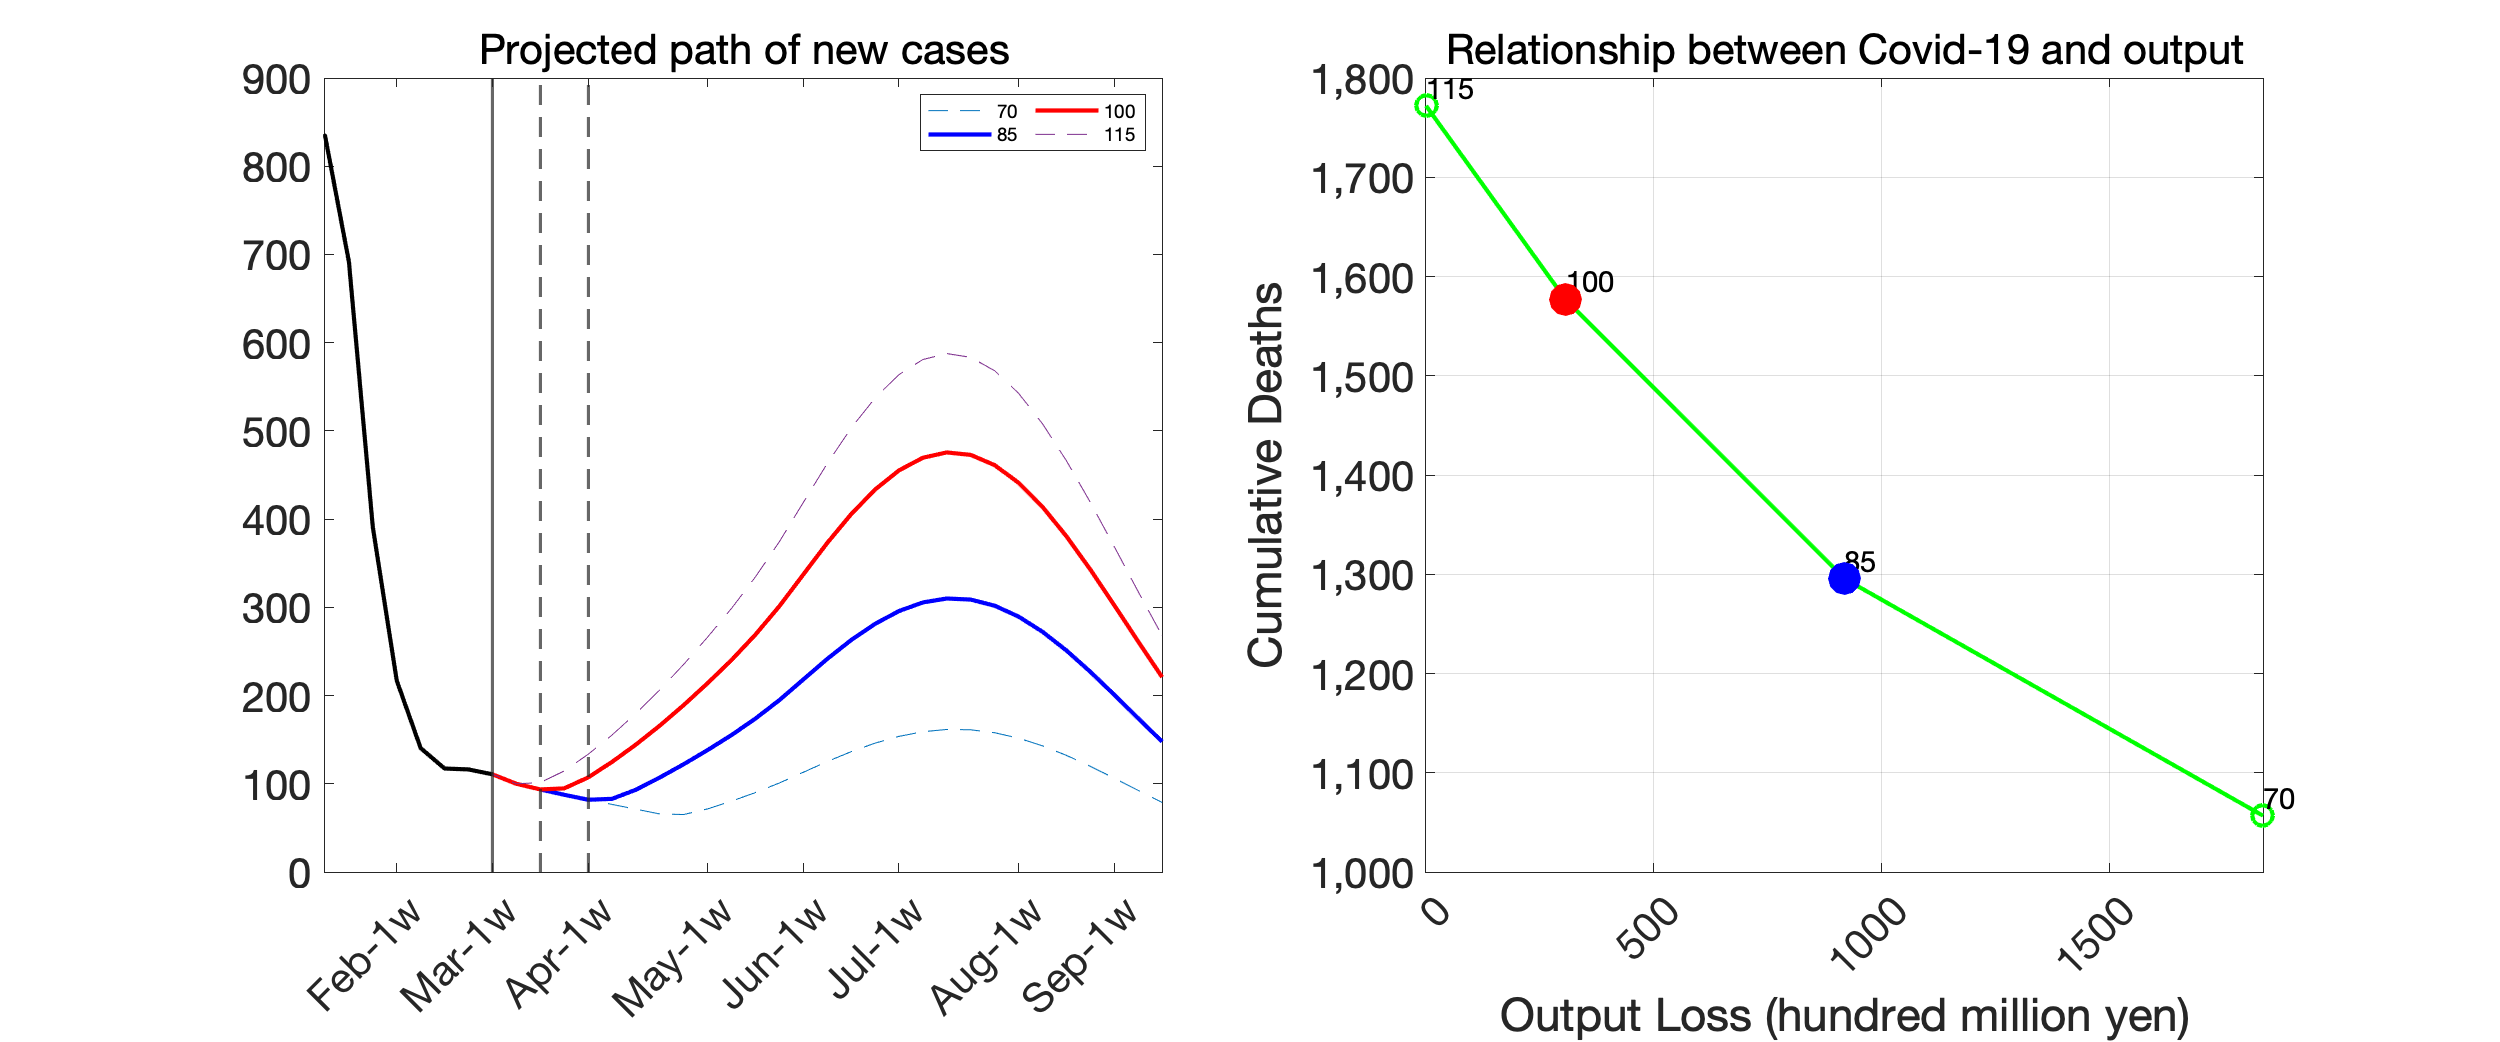 Projected path of new cases
900
800
700
600
500
400
300
200
100
0
70
100
85
115
Feb-1w
Mar-1w
Apr-1w
May-1w
Jun-1w
Jul-1w
Aug-1w
Sep-1w
Relationship between Covid-19 and output
Cumulative Deaths
1,800
1,700
1,600
1,500
1,400
1,300
1,200
1,100
1,000
115
100
85
70
0
500
1000
1500
Output Loss (hundred million yen)